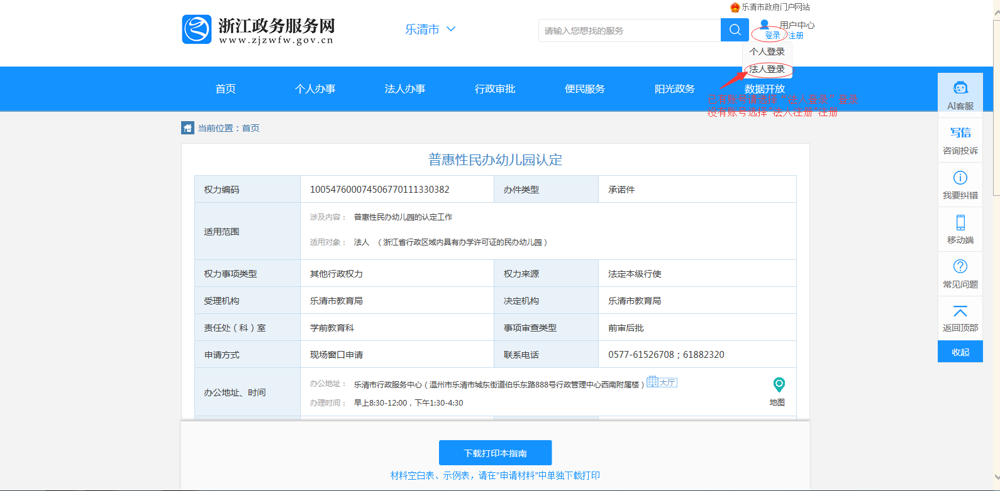 乐清市政府门户网站
浙江政务服务网
www.zjzwfw.gov.cn
乐清市
请输入您想找的服务
用户中心
登录 / 注册
个人登录
法人登录
首页 个人办事 法人办事 行政审批 便民服务 阳光政务 数据开放
已有账号请选择“法人登录”登录
没有账号选择“法人注册”注册
当前位置：首页
普惠性民办幼儿园认定
权力编码 100547600074506770111330382 办件类型 承诺件
适用范围
涉及内容： 普惠性民办幼儿园的认定工作
适用对象： 法人 （浙江省行政区域内具有办学许可证的民办幼儿园）
权力事项类型 其他行政权力 权力来源 法定本级行使
受理机构 乐清市教育局 决定机构 乐清市教育局
责任处（科）室 学前教育科 事项审查类型 前审后批
申请方式 现场窗口申请 联系电话 0577-61526708；61882320
办公地址、时间
办公地址： 乐清市行政服务中心（温州市乐清市城东街道伯乐东路888号行政管理中心西南附属楼） 大厅
办理时间： 早上8:30-12:00，下午1:30-4:30
地图
下载打印本指南
材料空白表、示例表，请在"申请材料"中单独下载打印
AI客服
写信
咨询投诉
我要纠错
移动端
常见问题
返回顶部
收起